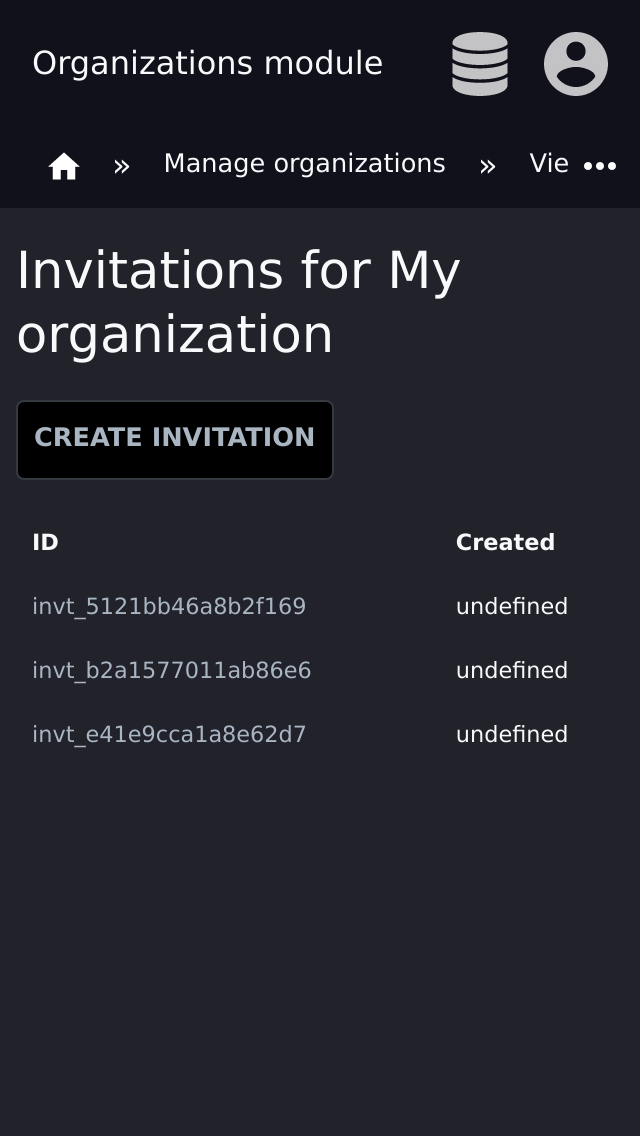 Organizations module
» Manage organizations » Vie •••
Invitations for My
organization
CREATE INVITATION
ID Created
invt_5121bb46a8b2f169 undefined
invt_b2a1577011ab86e6 undefined
invt_e41e9cca1a8e62d7 undefined